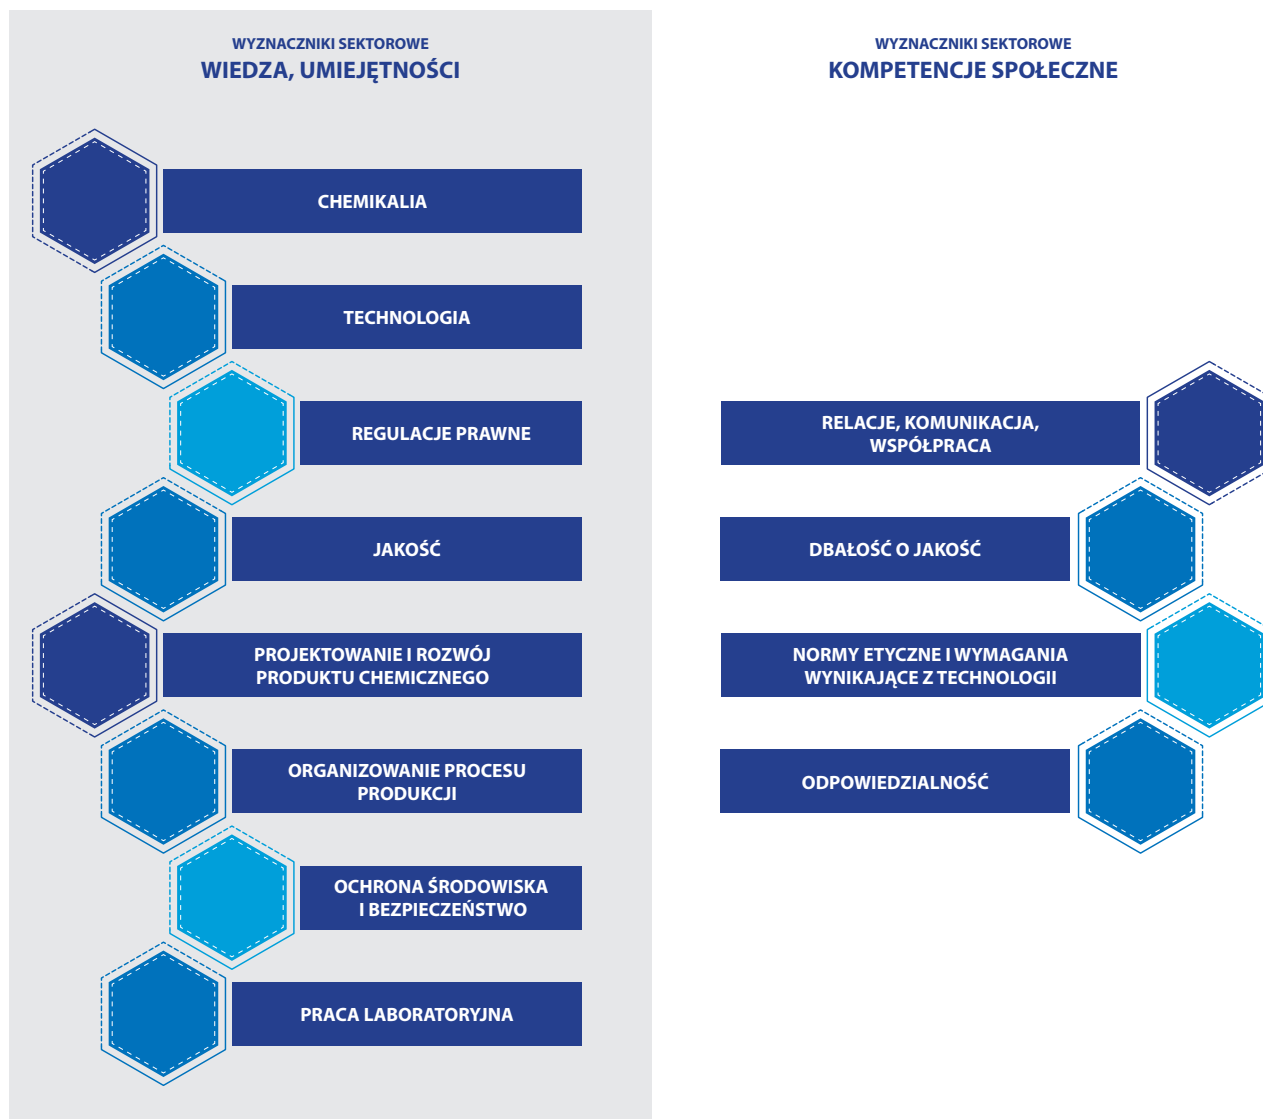 WYZNACZNIKI SEKTOROWE
WIEDZA, UMIEJĘTNOŚCI
CHEMIKALIA
TECHNOLOGIA
REGULACJE PRAWNE
JAKOŚĆ
PROJEKTOWANIE I ROZWÓJ
PRODUKTU CHEMICZNEGO
ORGANIZOWANIE PROCESU
PRODUKCJI
OCHRONA ŚRODOWISKA
I BEZPIECZEŃSTWO
PRACA LABORATORYJNA
WYZNACZNIKI SEKTOROWE
KOMPETENCJE SPOŁECZNE
RELACJE, KOMUNIKACJA,
WSPÓŁPRACA
DBAŁOŚĆ O JAKOŚĆ
NORMY ETYCZNE I WYMAGANIA
WYNIKAJĄCE Z TECHNOLOGII
ODPOWIEDZIALNOŚĆ